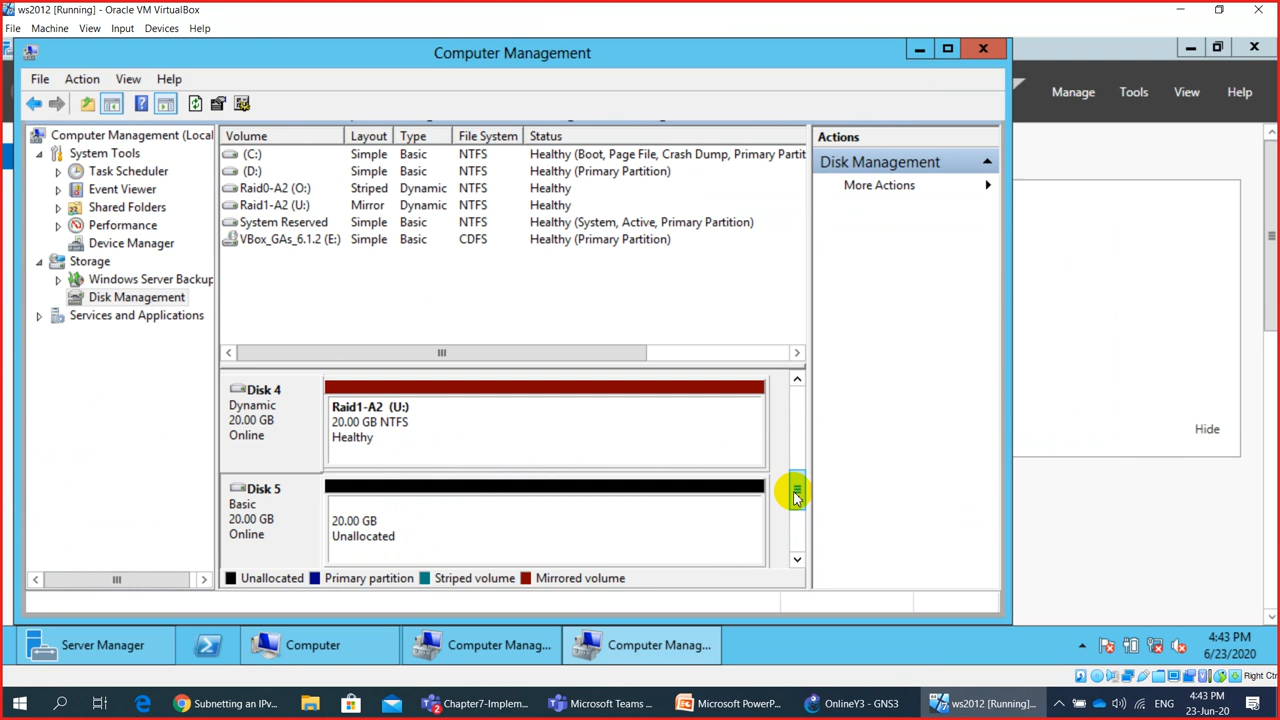 ws2012 [Running] - Oracle VM VirtualBox
File Machine View Input Devices Help
Computer Management
File Action View Help
Manage Tools View Help
Computer Management (Local
System Tools
Task Scheduler
Event Viewer
Shared Folders
Performance
Device Manager
Storage
Windows Server Backup
Disk Management
Services and Applications
Volume Layout Type File System Status
(C:) Simple Basic NTFS Healthy (Boot, Page File, Crash Dump, Primary Partit
(D:) Simple Basic NTFS Healthy (Primary Partition)
Raid0-A2 (O:) Striped Dynamic NTFS Healthy
Raid1-A2 (U:) Mirror Dynamic NTFS Healthy
System Reserved Simple Basic NTFS Healthy (System, Active, Primary Partition)
VBox_GAs_6.1.2 (E:) Simple Basic CDFS Healthy (Primary Partition)
Actions
Disk Management
More Actions
Hide
Disk 4
Dynamic
20.00 GB
Online
Raid1-A2 (U:)
20.00 GB NTFS
Healthy
Disk 5
Basic
20.00 GB
Online
20.00 GB
Unallocated
Unallocated Primary partition Striped volume Mirrored volume
Server Manager Computer Computer Manag... Computer Manag...
4:43 PM
6/23/2020
Right Ctr
Subnetting an IPv... Chapter7-Implem... Microsoft Teams ... Microsoft PowerP... OnlineY3 - GNS3 ws2012 [Running]... ENG
4:43 PM
23-Jun-20